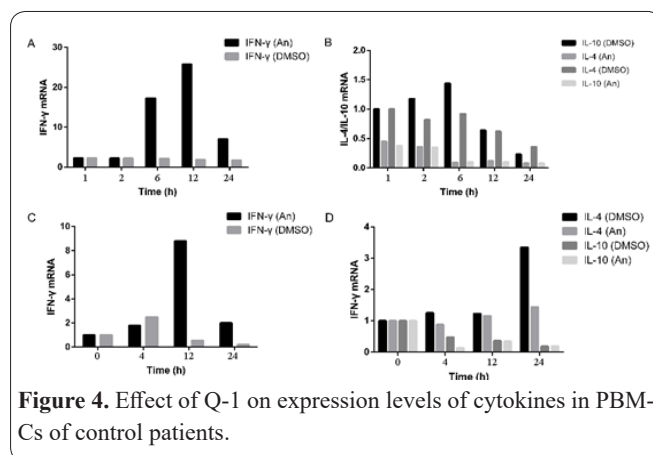 A
IFN-γ (An)
IFN-γ (DMSO)
IFN-γ mRNA
30
20
10
0
1 2 6 12 24
Time (h)
B
IL-10 (DMSO)
IL-4 (An)
IL-4 (DMSO)
IL-10 (An)
IL-4/IL-10 mRNA
2.0
1.5
1.0
0.5
0.0
1 2 6 12 24
Time (h)
C
IFN-γ (An)
IFN-γ (DMSO)
IFN-γ mRNA
10
8
6
4
2
0
0 4 12 24
Time (h)
D
IL-4 (DMSO)
IL-4 (An)
IL-10 (DMSO)
IL-10 (An)
IFN-γ mRNA
4
3
2
1
0
0 4 12 24
Time (h)
Figure 4. Effect of Q-1 on expression levels of cytokines in PBM-
Cs of control patients.